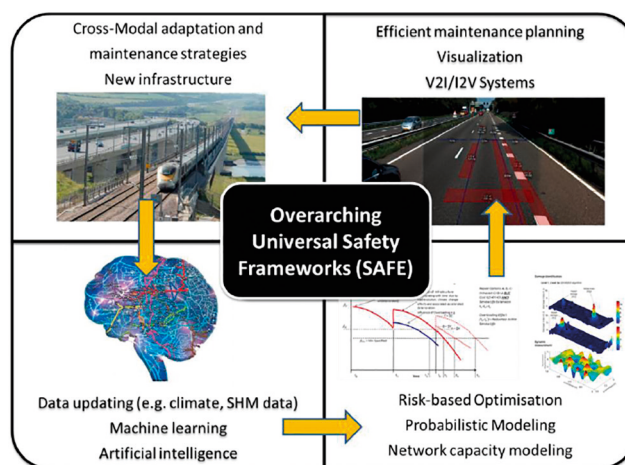 Cross-Modal adaptation and
maintenance strategies
New infrastructure
Efficient maintenance planning
Visualization
V2I/I2V Systems
Overarching
Universal Safety
Frameworks (SAFE)
Data updating (e.g. climate, SHM data)
Machine learning
Artificial intelligence
Risk-based Optimisation
Probabilistic Modeling
Network capacity modeling